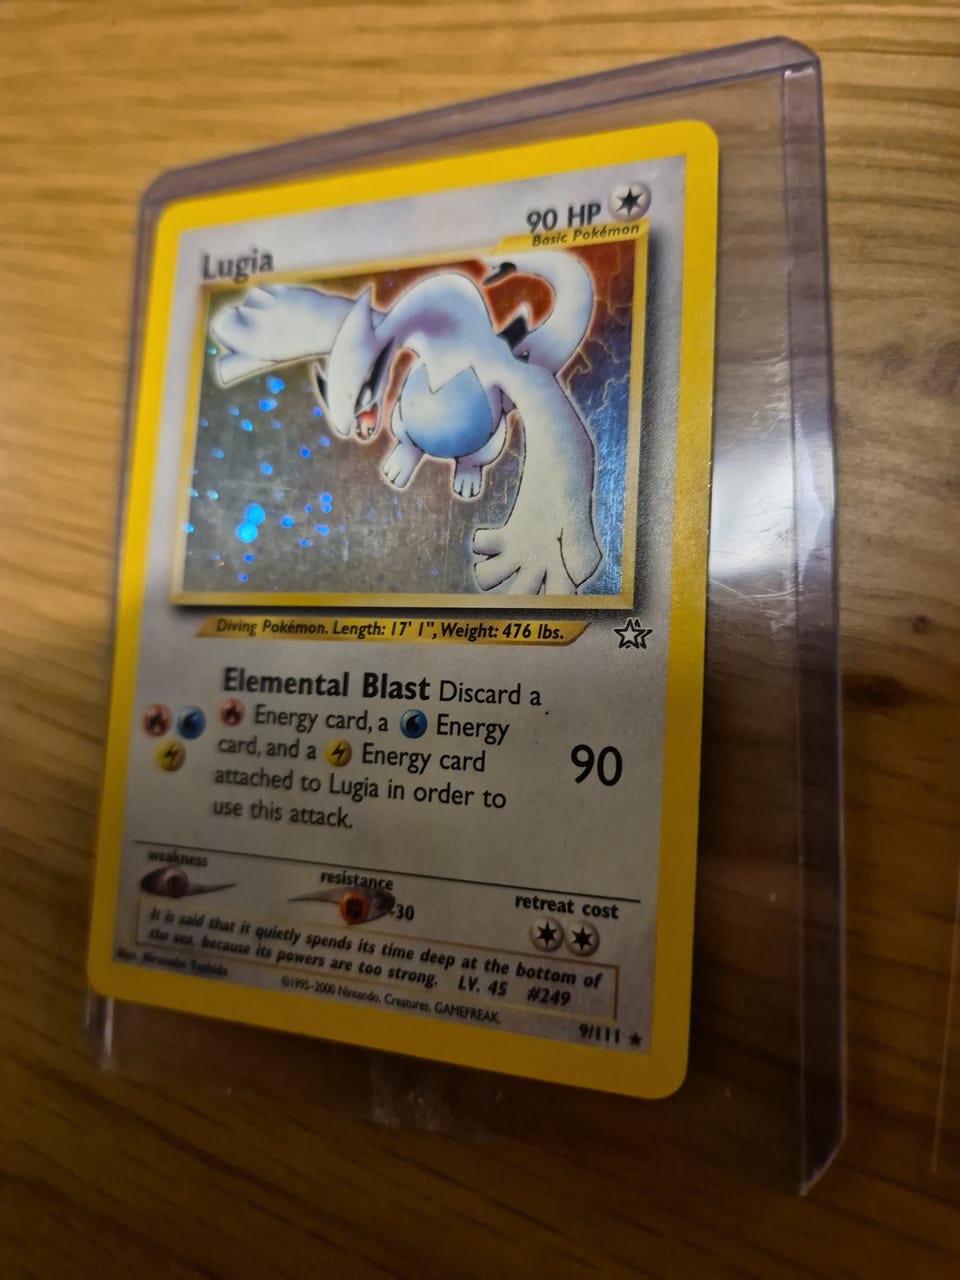 90 HP
Basic Pokémon
Lugia
Diving Pokémon. Length: 17' 1", Weight: 476 lbs.
Elemental Blast Discard a
Energy card, a Energy
card, and a Energy card
attached to Lugia in order to
use this attack.
90
weakness
resistance
-30
retreat cost
It is said that it quietly spends its time deep at the bottom of
the sea, because its powers are too strong. LV. 45 #249
Illus. Hironobu Yoshida
©1995-2000 Nintendo, Creatures, GAMEFREAK.
9/111